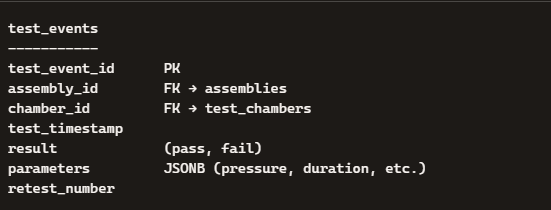 test_events
-----------
test_event_id      PK
assembly_id        FK → assemblies
chamber_id         FK → test_chambers
test_timestamp
result             (pass, fail)
parameters         JSONB (pressure, duration, etc.)
retest_number